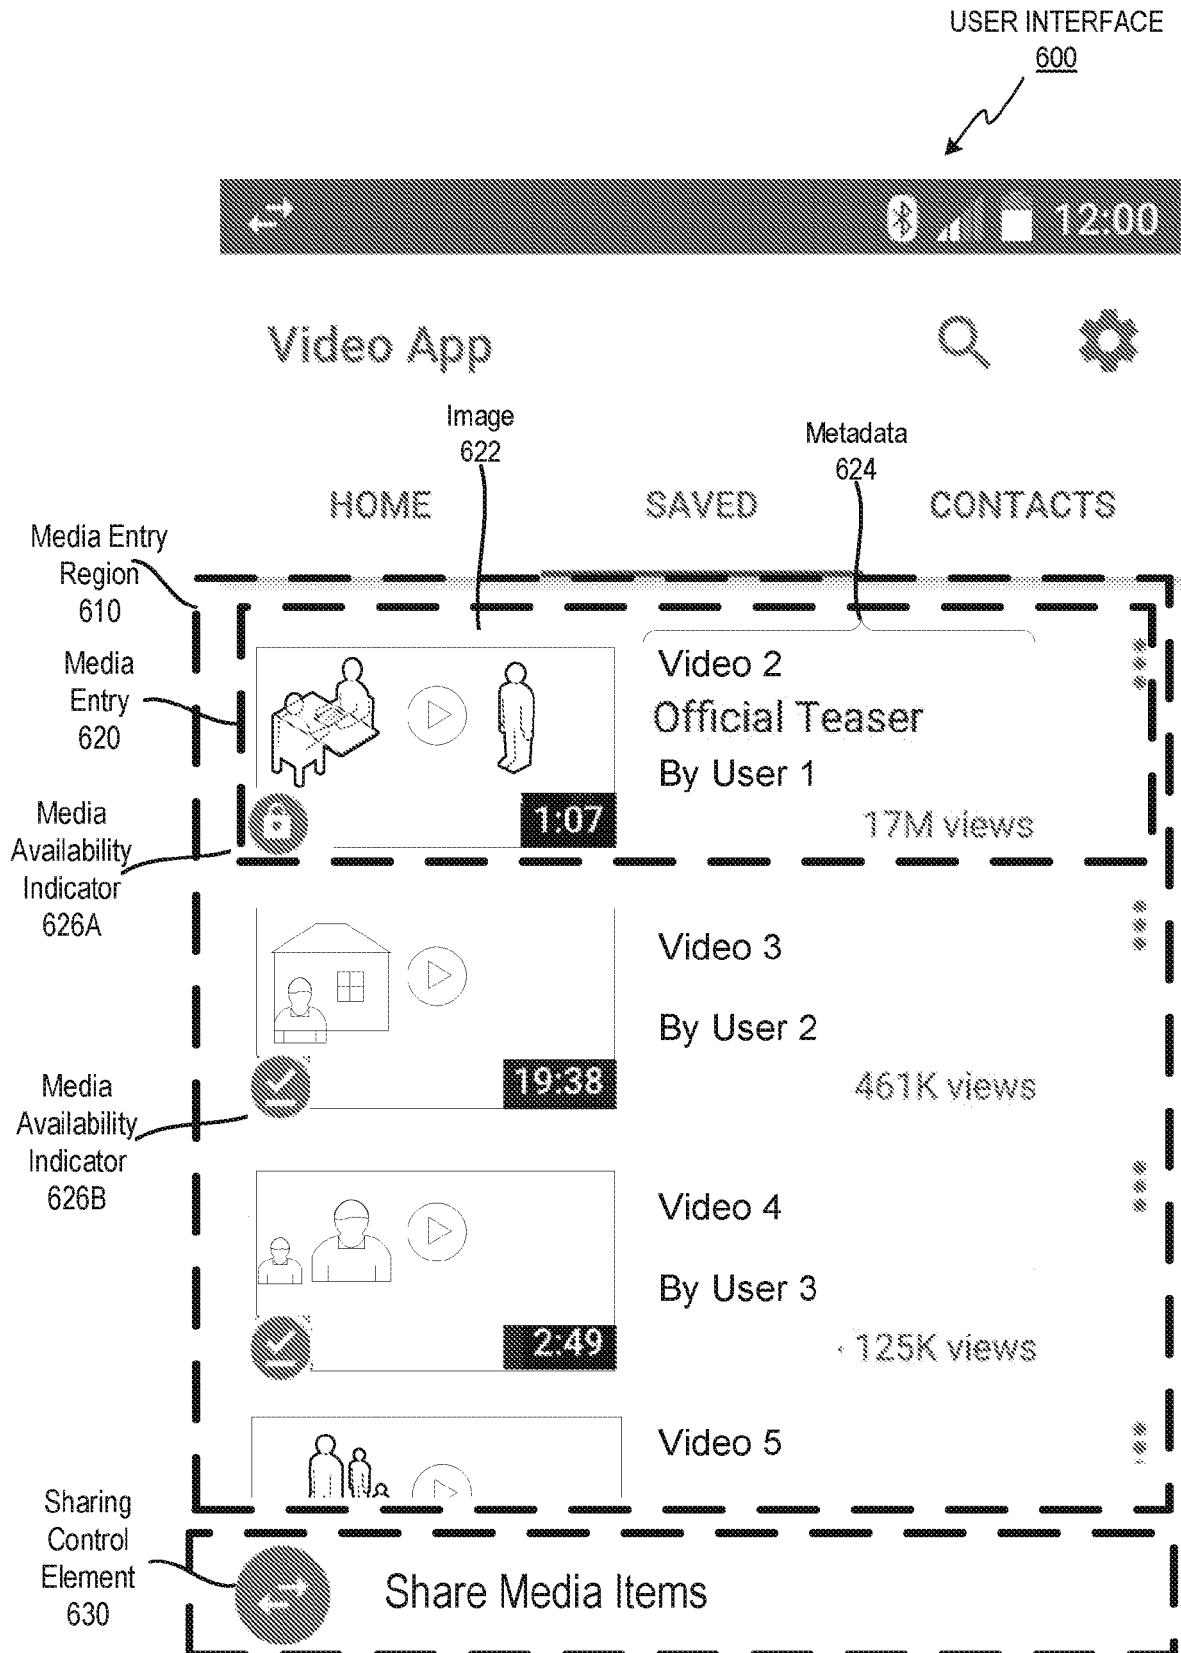 USER INTERFACE
600
12:00
Video App
Image
622
Metadata
624
HOME
SAVED
CONTACTS
Media Entry
Region
610
Media
Entry
620
Video 2
Official Teaser
By User 1
1:07
17M views
Media
Availability
Indicator
626A
Video 3
By User 2
19:38
461K views
Media
Availability
Indicator
626B
Video 4
By User 3
2:49
125K views
Video 5
Sharing
Control
Element
630
Share Media Items